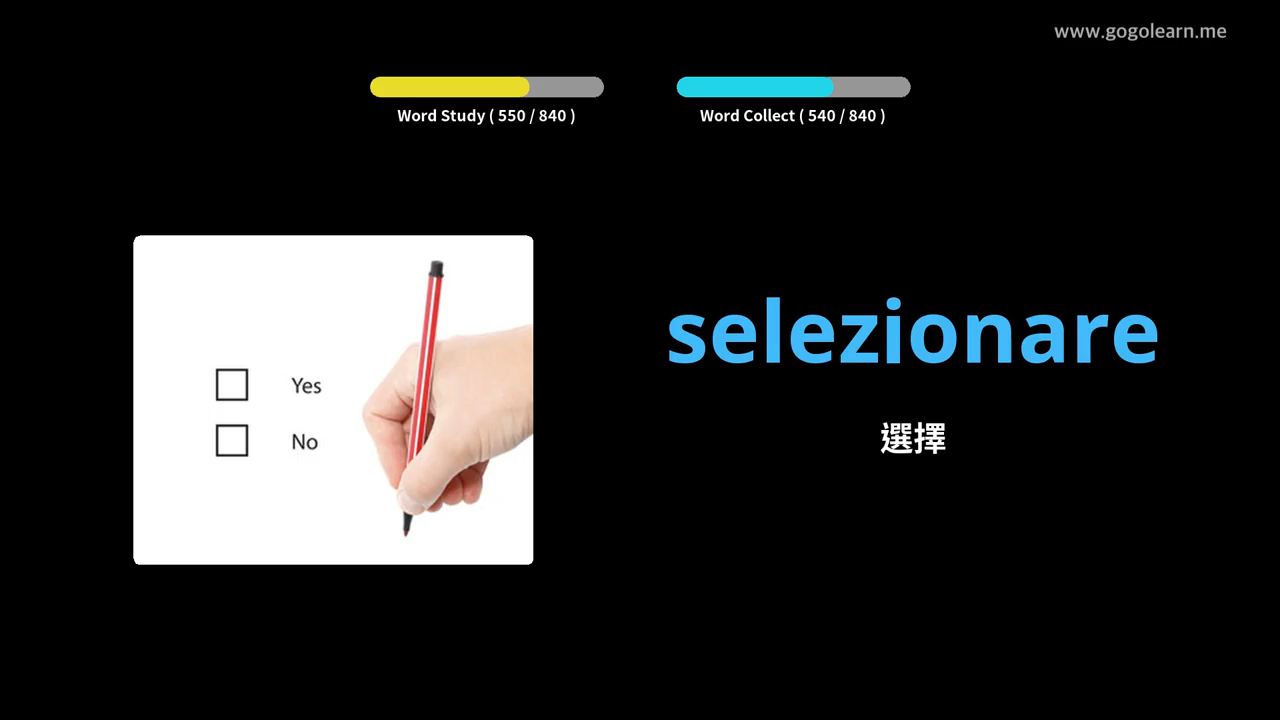 www.gogolearn.me
Word Study ( 550 / 840 )
Word Collect ( 540 / 840 )
Yes
No
selezionare
選擇